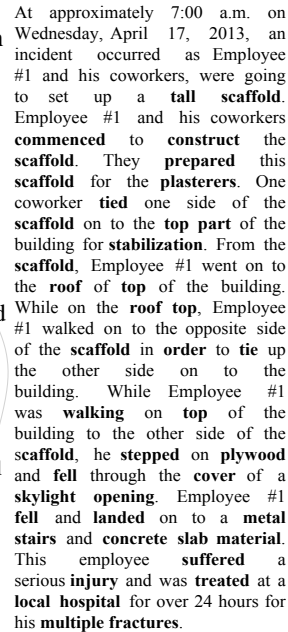 At approximately 7:00 a.m. on
Wednesday, April 17, 2013, an
incident occurred as Employee
#1 and his coworkers, were going
to set up a tall scaffold.
Employee #1 and his coworkers
commenced to construct the
scaffold. They prepared this
scaffold for the plasterers. One
coworker tied one side of the
scaffold on to the top part of the
building for stabilization. From the
scaffold, Employee #1 went on to
the roof of top of the building.
While on the roof top, Employee
#1 walked on to the opposite side
of the scaffold in order to tie up
the other side on to the
building. While Employee #1
was walking on top of the
building to the other side of the
scaffold, he stepped on plywood
and fell through the cover of a
skylight opening. Employee #1
fell and landed on to a metal
stairs and concrete slab material.
This employee suffered a
serious injury and was treated at a
local hospital for over 24 hours for
his multiple fractures.